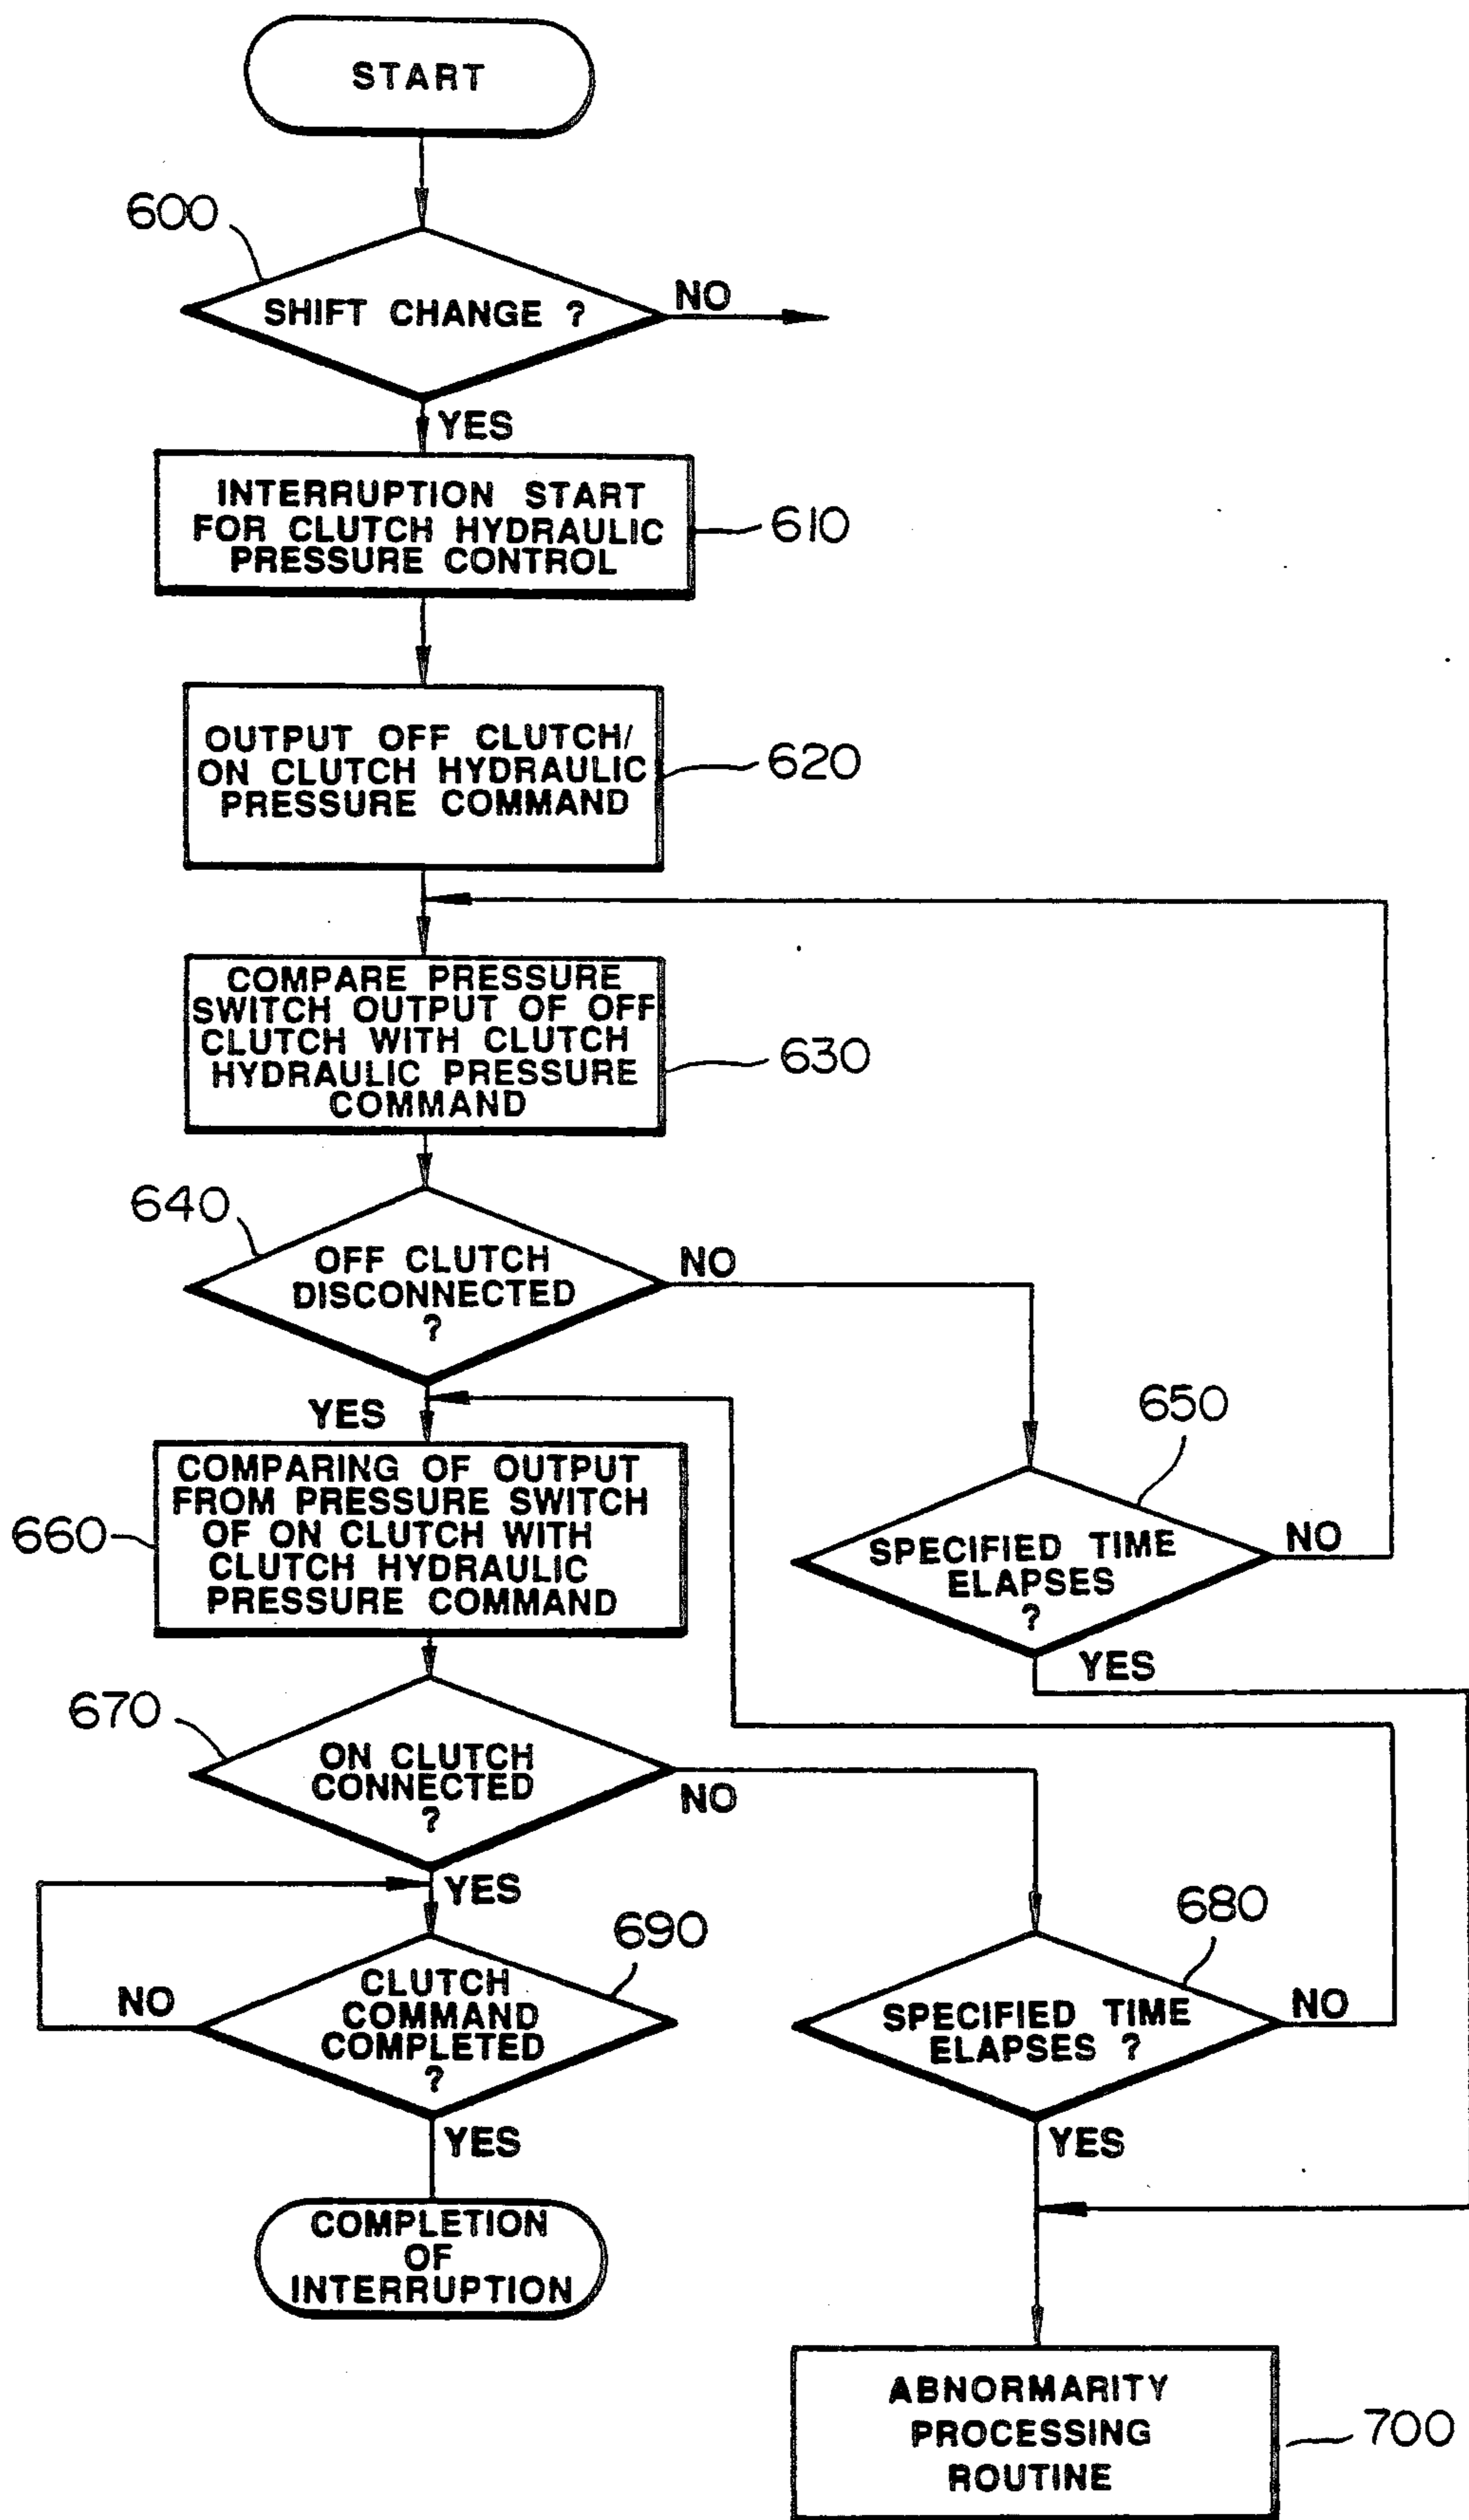 START
600
SHIFT CHANGE ?
NO
YES
INTERRUPTION START
FOR CLUTCH HYDRAULIC
PRESSURE CONTROL
610
OUTPUT OFF CLUTCH/
ON CLUTCH HYDRAULIC
PRESSURE COMMAND
620
COMPARE PRESSURE
SWITCH OUTPUT OF OFF
CLUTCH WITH CLUTCH
HYDRAULIC PRESSURE
COMMAND
630
640
OFF CLUTCH
DISCONNECTED
?
NO
YES
650
SPECIFIED TIME
ELAPSES
?
NO
YES
660
COMPARING OF OUTPUT
FROM PRESSURE SWITCH
OF ON CLUTCH WITH
CLUTCH HYDRAULIC
PRESSURE COMMAND
670
ON CLUTCH
CONNECTED
?
NO
YES
680
SPECIFIED TIME
ELAPSES ?
NO
YES
690
CLUTCH
COMMAND
COMPLETED
?
NO
YES
COMPLETION
OF
INTERRUPTION
ABNORMARITY
PROCESSING
ROUTINE
700